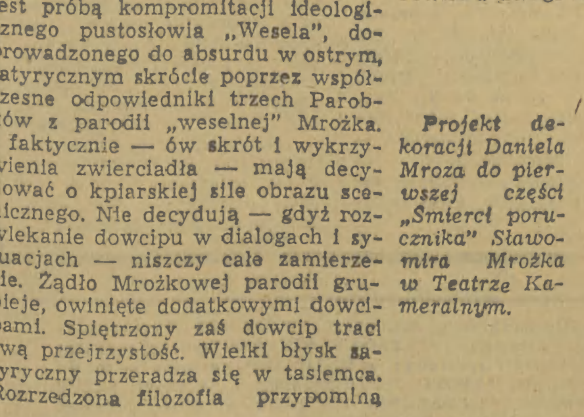 est próbą kompromitacji ideologi-
znego pustosłowia „Wesela", do-
rowadzonego do absurdu w ostrym,
atyrycznym skrócie poprzez współ-
zesne odpowiedniki trzech Parob-
ów z parodii „weselnej" Mrożka.
faktycznie — ów skrót i wykrzy-
wienia zwierciadła — mają decy-
ować o kpiarskiej sile obrazu sce-
nicznego. Nie decydują — gdyż roz-
wlekanie dowcipu w dialogach i sy-
uacjach — niszczy całe zamierze-
ie. Żądło Mrożkowej parodii gru-
bieje, owinięte dodatkowymi dowci-
pami. Spiętrzony zaś dowcip traci
wą przejrzystość. Wielki błysk sa-
yryczny przeradza się w tasiemca.
Rozrzedzona filozofia przypomina
Projekt de-
koracji Daniela
Mroza do pier-
wszej części
„Śmierci poru-
cznika" Sławo-
mira Mrożka
w Teatrze Ka-
meralnym.